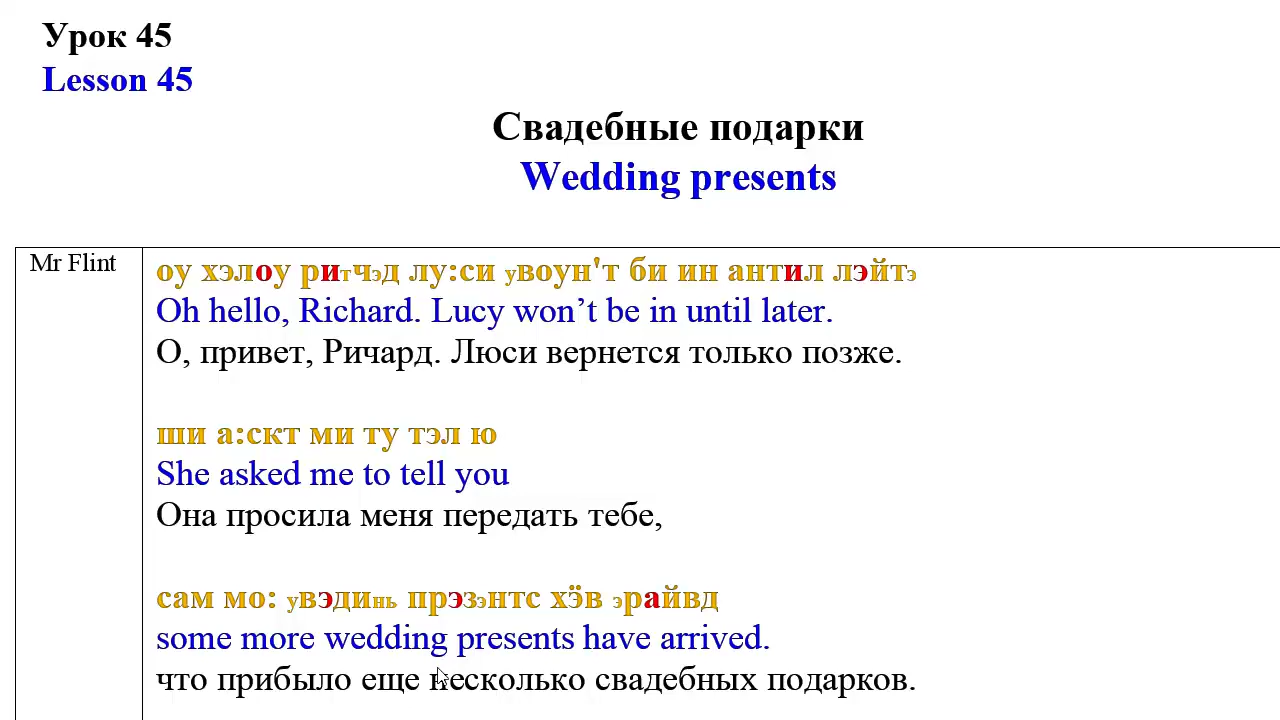 Урок 45
Lesson 45
Свадебные подарки
Wedding presents
Mr Flint
оу хэлоу ритчэд лу:си увоун'т би ин антил лэйтэ
Oh hello, Richard. Lucy won’t be in until later.
О, привет, Ричард. Люси вернется только позже.
ши а:скт ми ту тэл ю
She asked me to tell you
Она просила меня передать тебе,
сам мо: увэдинь прэзэнтс хӭв эрайвд
some more wedding presents have arrived.
что прибыло еще несколько свадебных подарков.